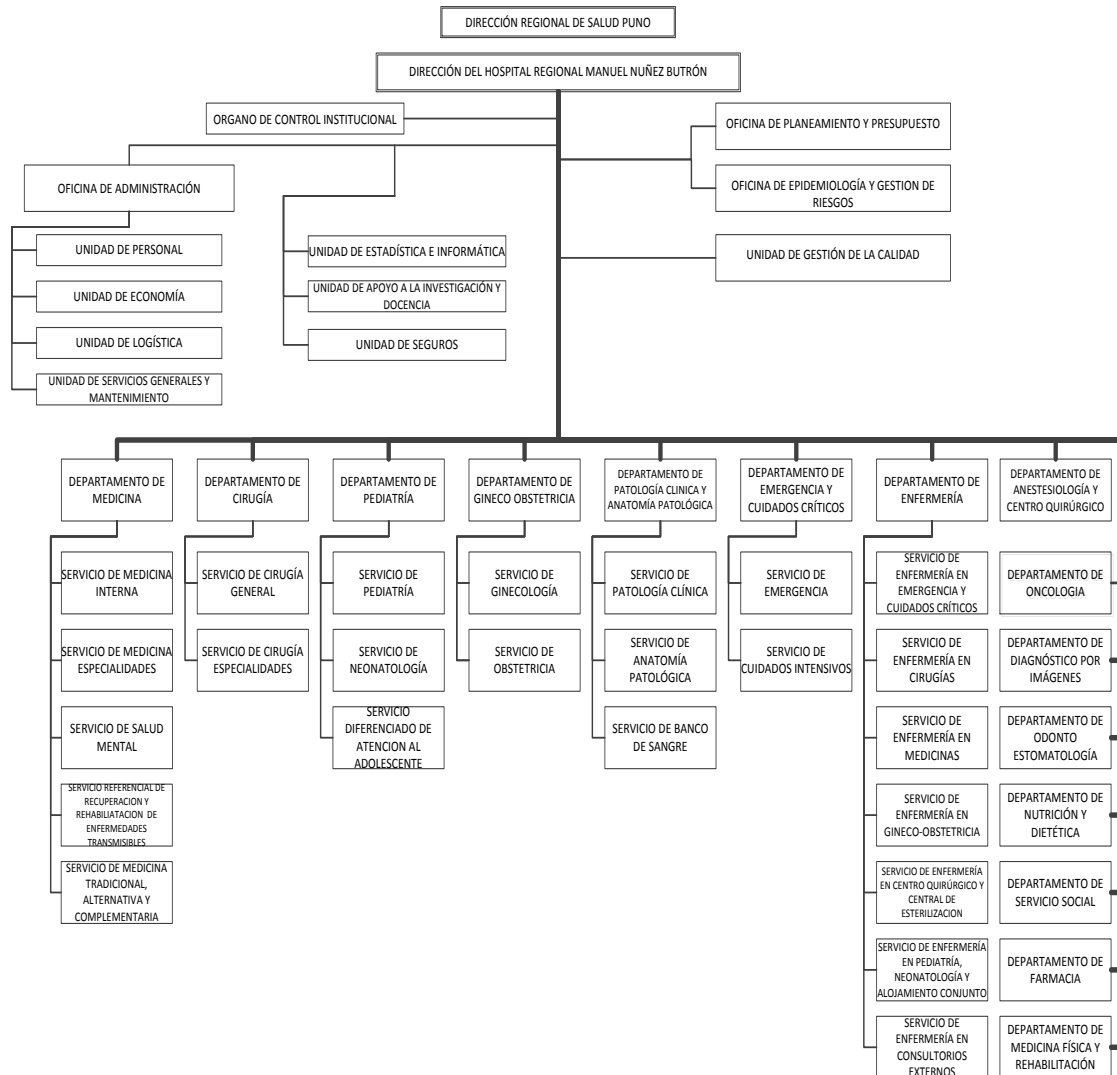 DIRECCIÓN REGIONAL DE SALUD PUNO
DIRECCIÓN DEL HOSPITAL REGIONAL MANUEL NUÑEZ BUTRÓN
ORGANO DE CONTROL INSTITUCIONAL
OFICINA DE PLANEAMIENTO Y PRESUPUESTO
OFICINA DE ADMINISTRACIÓN
OFICINA DE EPIDEMIOLOGÍA Y GESTION DE
RIESGOS
UNIDAD DE PERSONAL
UNIDAD DE ECONOMÍA
UNIDAD DE LOGÍSTICA
UNIDAD DE SERVICIOS GENERALES Y
MANTENIMIENTO
UNIDAD DE ESTADÍSTICA E INFORMÁTICA
UNIDAD DE APOYO A LA INVESTIGACIÓN Y
DOCENCIA
UNIDAD DE SEGUROS
UNIDAD DE GESTIÓN DE LA CALIDAD
DEPARTAMENTO DE
MEDICINA
SERVICIO DE MEDICINA
INTERNA
SERVICIO DE MEDICINA
ESPECIALIDADES
SERVICIO DE SALUD
MENTAL
SERVICIO REFERENCIAL DE
RECUPERACION Y
REHABILIATACION DE
ENFERMEDADES
TRANSMISIBLES
SERVICIO DE MEDICINA
TRADICIONAL,
ALTERNATIVA Y
COMPLEMENTARIA
DEPARTAMENTO DE
CIRUGÍA
SERVICIO DE CIRUGÍA
GENERAL
SERVICIO DE CIRUGÍA
ESPECIALIDADES
DEPARTAMENTO DE
PEDIATRÍA
SERVICIO DE
PEDIATRÍA
SERVICIO DE
NEONATOLOGÍA
SERVICIO
DIFERENCIADO DE
ATENCION AL
ADOLESCENTE
DEPARTAMENTO DE
GINECO OBSTETRICIA
SERVICIO DE
GINECOLOGÍA
SERVICIO DE
OBSTETRICIA
DEPARTAMENTO DE
PATOLOGÍA CLINICA Y
ANATOMÍA PATOLÓGICA
SERVICIO DE
PATOLOGÍA CLÍNICA
SERVICIO DE
ANATOMÍA
PATOLÓGICA
SERVICIO DE BANCO
DE SANGRE
DEPARTAMENTO DE
EMERGENCIA Y
CUIDADOS CRÍTICOS
SERVICIO DE
EMERGENCIA
SERVICIO DE
CUIDADOS INTENSIVOS
DEPARTAMENTO DE
ENFERMERÍA
SERVICIO DE
ENFERMERÍA EN
EMERGENCIA Y
CUIDADOS CRÍTICOS
SERVICIO DE
ENFERMERÍA EN
CIRUGÍAS
SERVICIO DE
ENFERMERÍA EN
MEDICINAS
SERVICIO DE
ENFERMERÍA EN
GINECO-OBSTETRICIA
SERVICIO DE ENFERMERÍA
EN CENTRO QUIRÚRGICO Y
CENTRAL DE
ESTERILIZACION
SERVICIO DE ENFERMERÍA
EN PEDIATRÍA,
NEONATOLOGÍA Y
ALOJAMIENTO CONJUNTO
SERVICIO DE
ENFERMERÍA EN
CONSULTORIOS
EXTERNOS
DEPARTAMENTO DE
ANESTESIOLOGÍA Y
CENTRO QUIRÚRGICO
DEPARTAMENTO DE
ONCOLOGIA
DEPARTAMENTO DE
DIAGNÓSTICO POR
IMÁGENES
DEPARTAMENTO DE
ODONTO
ESTOMATOLOGÍA
DEPARTAMENTO DE
NUTRICIÓN Y
DIETÉTICA
DEPARTAMENTO DE
SERVICIO SOCIAL
DEPARTAMENTO DE
FARMACIA
DEPARTAMENTO DE
MEDICINA FÍSICA Y
REHABILITACIÓN